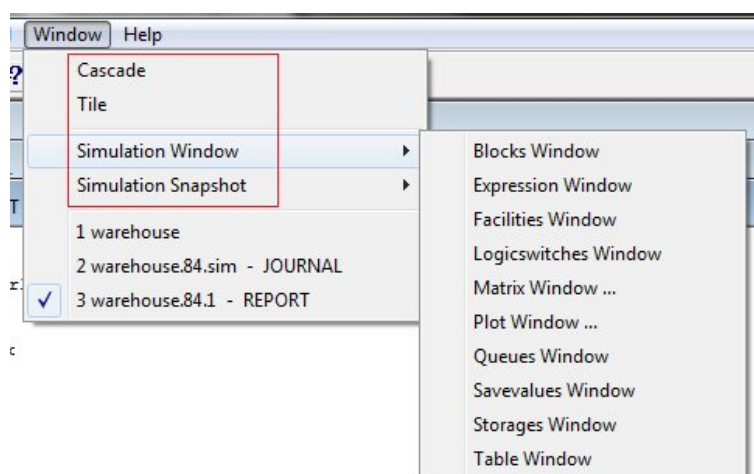 Window Help
?
Cascade
Tile
Simulation Window
Simulation Snapshot
T
1 warehouse
2 warehouse.84.sim - JOURNAL
3 warehouse.84.1 - REPORT
Blocks Window
Expression Window
Facilities Window
Logicswitches Window
Matrix Window ...
Plot Window ...
Queues Window
Savevalues Window
Storages Window
Table Window